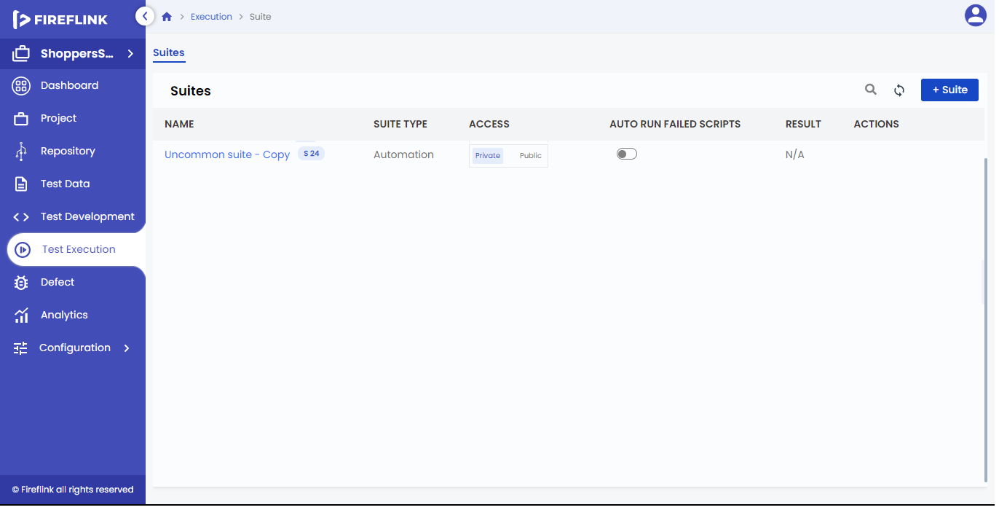 FIREFLINK
Execution
Suite
ShoppersS...
Dashboard
Project
Repository
Test Data
Test Development
Test Execution
Defect
Analytics
Configuration
© Fireflink all rights reserved
Suites
Suites
+ Suite
NAME SUITE TYPE ACCESS AUTO RUN FAILED SCRIPTS RESULT ACTIONS
Uncommon suite - Copy S 24 Automation Private Public N/A